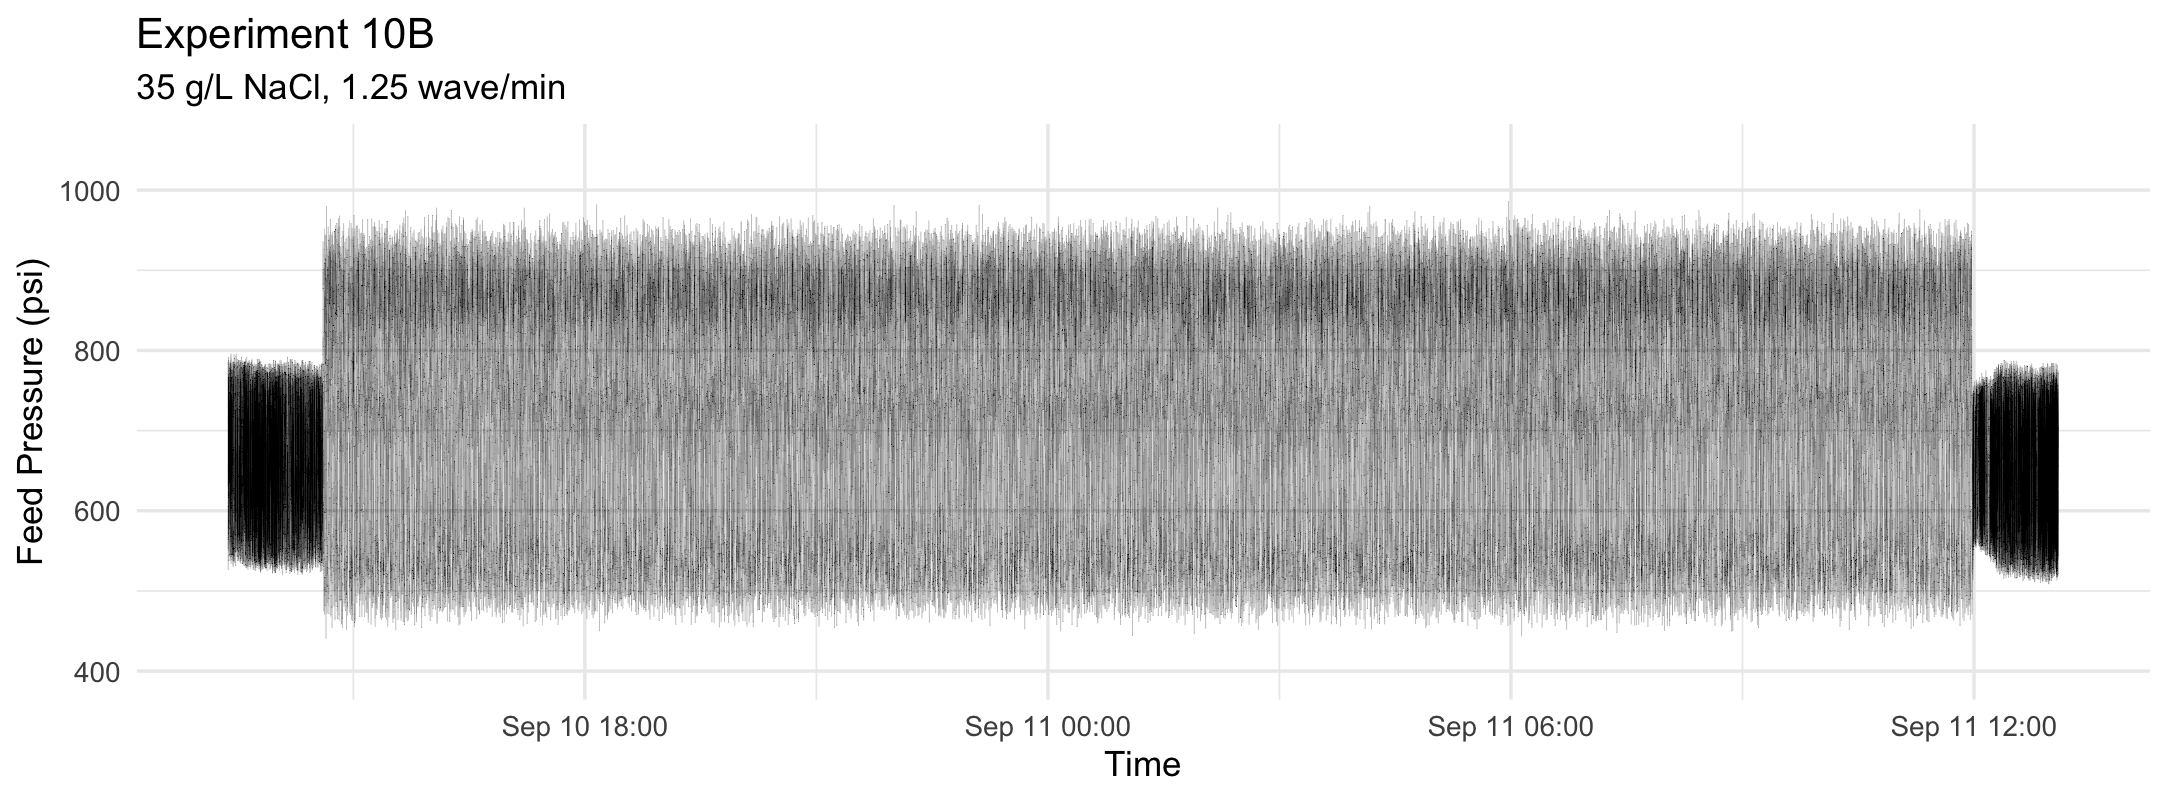 Experiment 10B
35 g/L NaCl, 1.25 wave/min
Feed Pressure (psi)
1000
800
600
400
Sep 10 18:00
Sep 11 00:00
Sep 11 06:00
Sep 11 12:00
Time